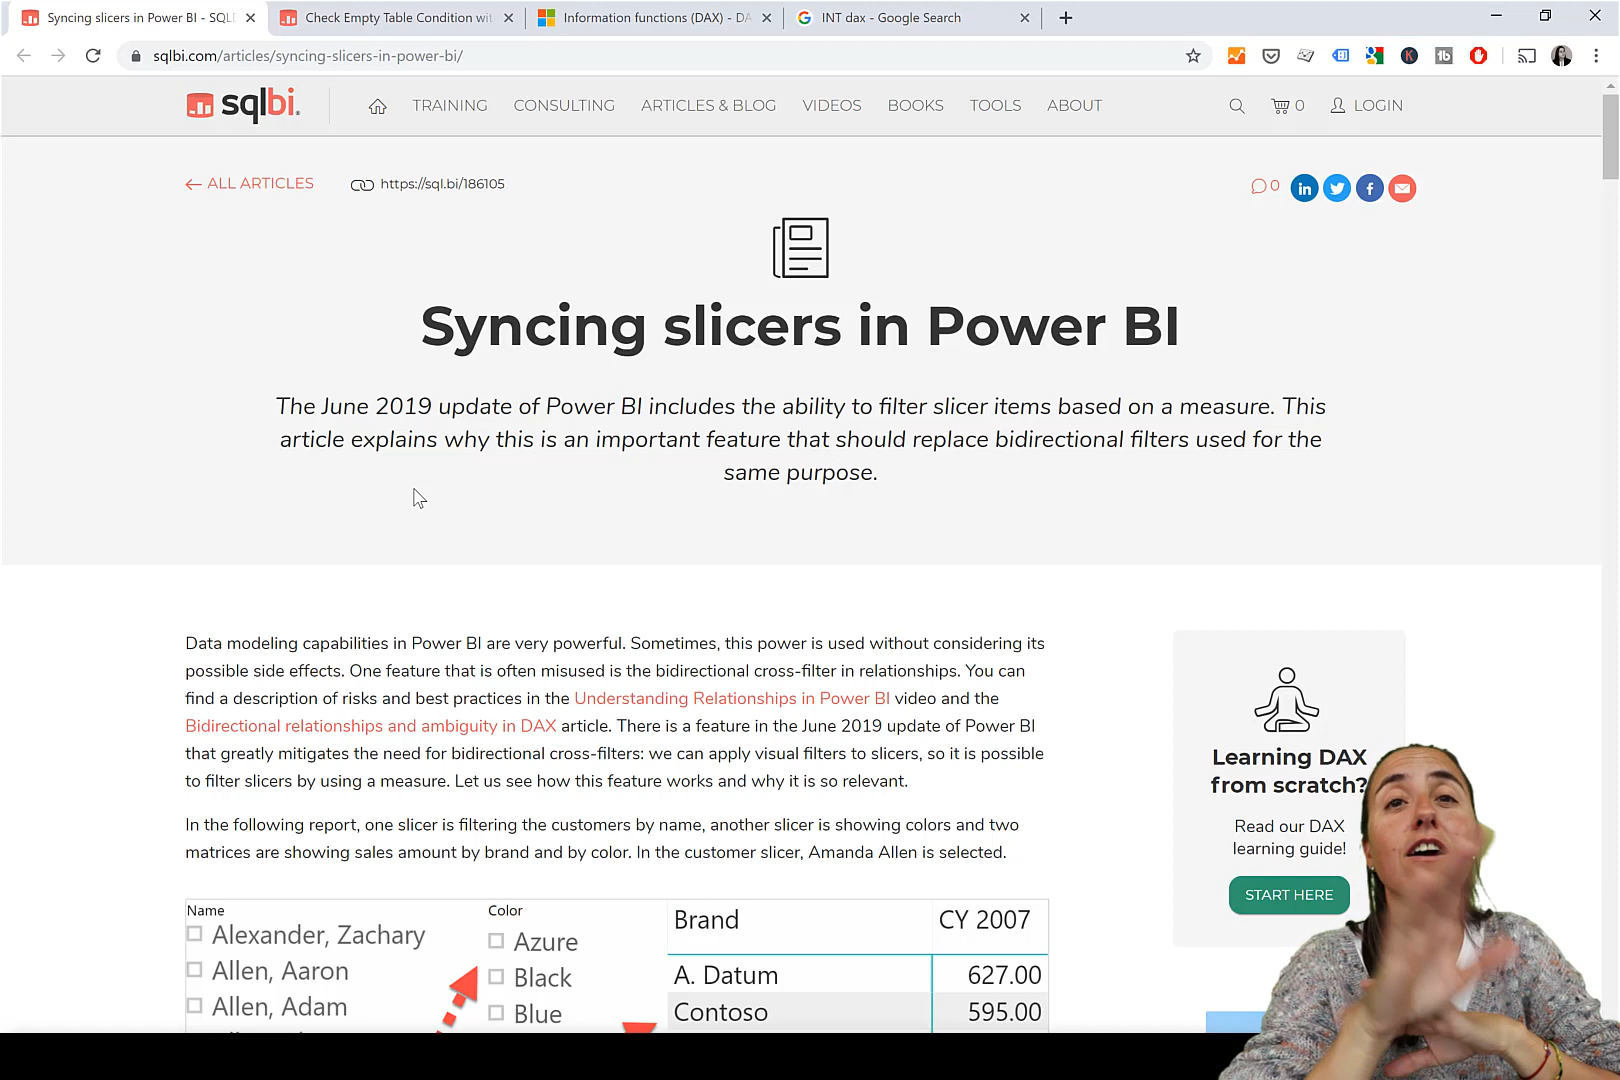 Syncing slicers in Power BI - SQL
Check Empty Table Condition wit
Information functions (DAX) - DA
INT dax - Google Search
sqlbi.com/articles/syncing-slicers-in-power-bi/
sqlbi.
TRAINING
CONSULTING
ARTICLES & BLOG
VIDEOS
BOOKS
TOOLS
ABOUT
0
LOGIN
ALL ARTICLES
https://sql.bi/186105
0
Syncing slicers in Power BI
The June 2019 update of Power BI includes the ability to filter slicer items based on a measure. This
article explains why this is an important feature that should replace bidirectional filters used for the
same purpose.
Data modeling capabilities in Power BI are very powerful. Sometimes, this power is used without considering its
possible side effects. One feature that is often misused is the bidirectional cross-filter in relationships. You can
find a description of risks and best practices in the Understanding Relationships in Power BI video and the
Bidirectional relationships and ambiguity in DAX article. There is a feature in the June 2019 update of Power BI
that greatly mitigates the need for bidirectional cross-filters: we can apply visual filters to slicers, so it is possible
to filter slicers by using a measure. Let us see how this feature works and why it is so relevant.
In the following report, one slicer is filtering the customers by name, another slicer is showing colors and two
matrices are showing sales amount by brand and by color. In the customer slicer, Amanda Allen is selected.
Learning DAX
from scratch?
Read our DAX
learning guide!
START HERE
Name
Alexander, Zachary
Allen, Aaron
Allen, Adam
Color
Azure
Black
Blue
Brand CY 2007
A. Datum 627.00
Contoso 595.00